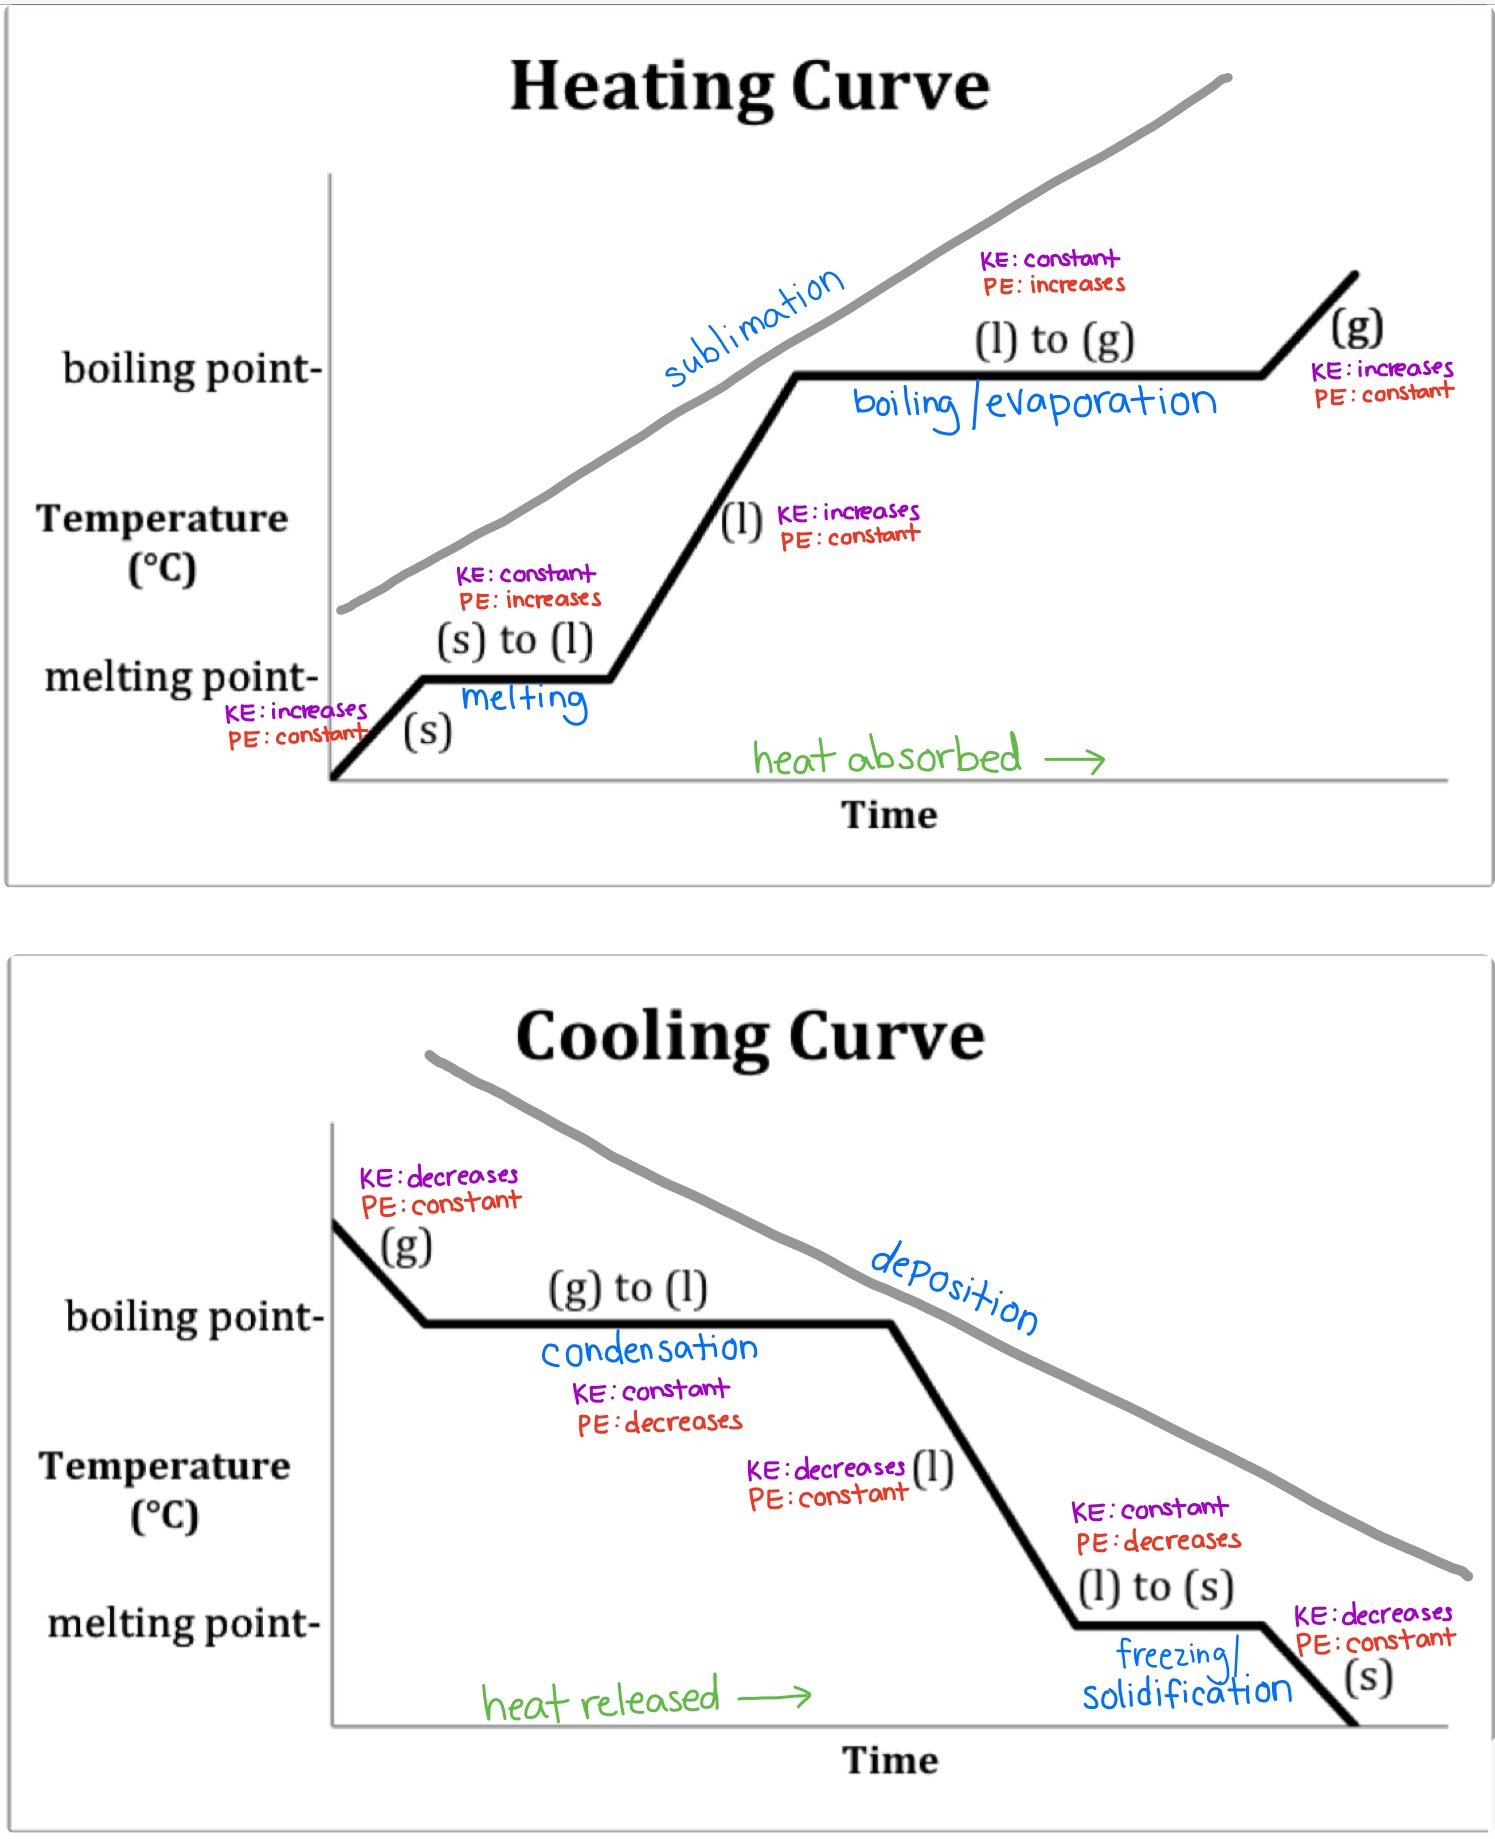 Heating Curve
sublimation
KE: constant
PE: increases
(l) to (g)
(g)
boiling point-
KE: increases
PE: constant
boiling/evaporation
Temperature
(°C)
(l)
KE: increases
PE: constant
KE: constant
PE: increases
(s) to (l)
melting point-
melting
KE: increases
PE: constant
(s)
heat absorbed →
Time
Cooling Curve
KE: decreases
PE: constant
(g)
(g) to (l)
deposition
boiling point-
condensation
KE: constant
PE: decreases
Temperature
(°C)
KE: decreases
PE: constant
(l)
KE: constant
PE: decreases
(l) to (s)
melting point-
KE: decreases
PE: constant
(s)
freezing/
solidification
heat released →
Time